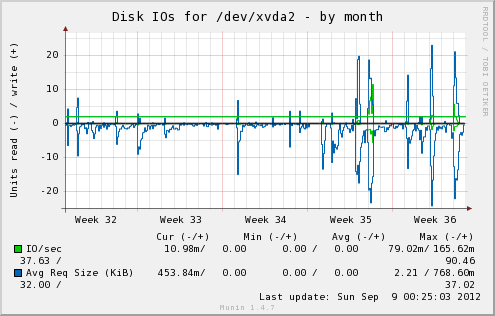 Disk IOs for /dev/xvda2 - by month
RRDTOOL / TOBI OETIKER
Units read (-) / write (+)
20
10
0
-10
-20
Week 32 Week 33 Week 34 Week 35 Week 36
Cur (-/+) Min (-/+) Avg (-/+) Max (-/+)
IO/sec 10.98m/ 0.00 0.00 / 0.00 79.02m/ 165.62m
37.63 / 90.46
Avg Req Size (KiB) 453.84m/ 0.00 0.00 / 0.00 2.21 / 768.60m
32.00 / 37.02
Last update: Sun Sep 9 00:25:03 2012
Munin 1.4.7